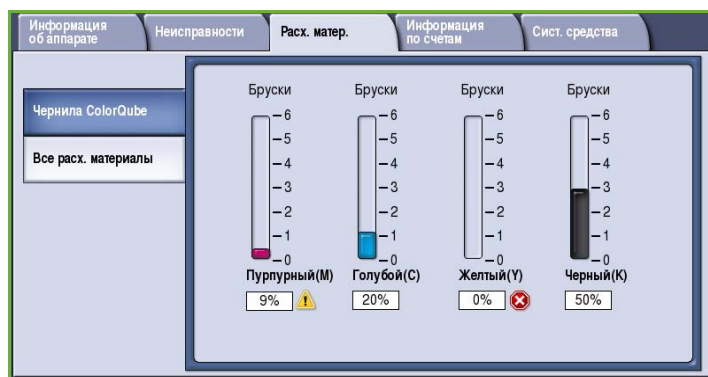 Информация
об аппарате
Неисправности
Расх. матер.
Информация
по счетам
Сист. средства
Чернила ColorQube
Все расх. материалы
Бруски
6
5
4
3
2
1
0
Пурпурный(M)
9%
Бруски
6
5
4
3
2
1
0
Голубой(C)
20%
Бруски
6
5
4
3
2
1
0
Желтый(Y)
0%
Бруски
6
5
4
3
2
1
0
Черный(K)
50%